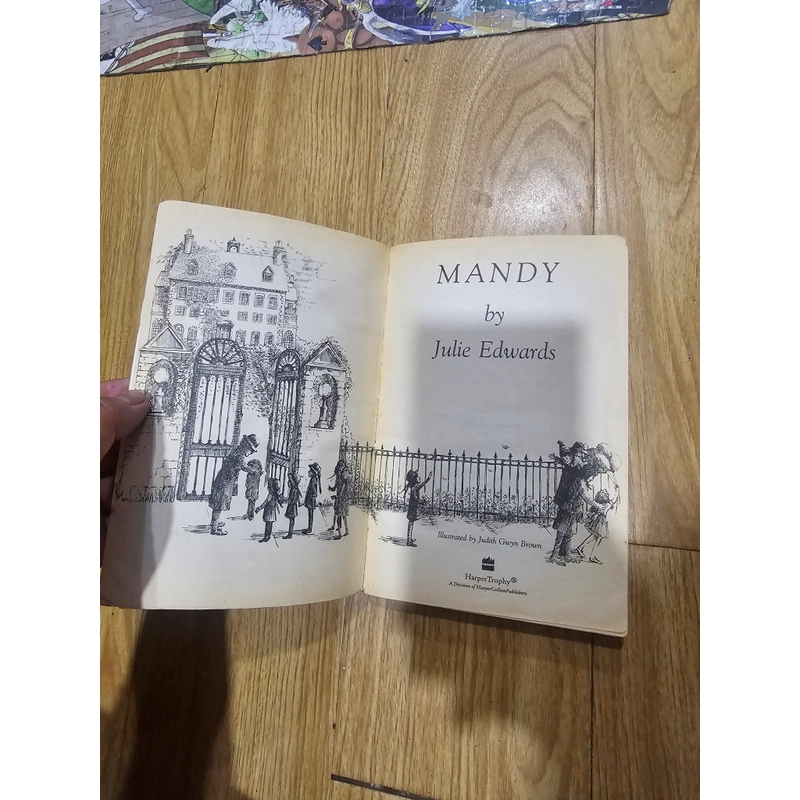 MANDY
by
Julie Edwards
Illustrated by Judith Gwyn Brown
HarperTrophy®
A Division of HarperCollinsPublishers